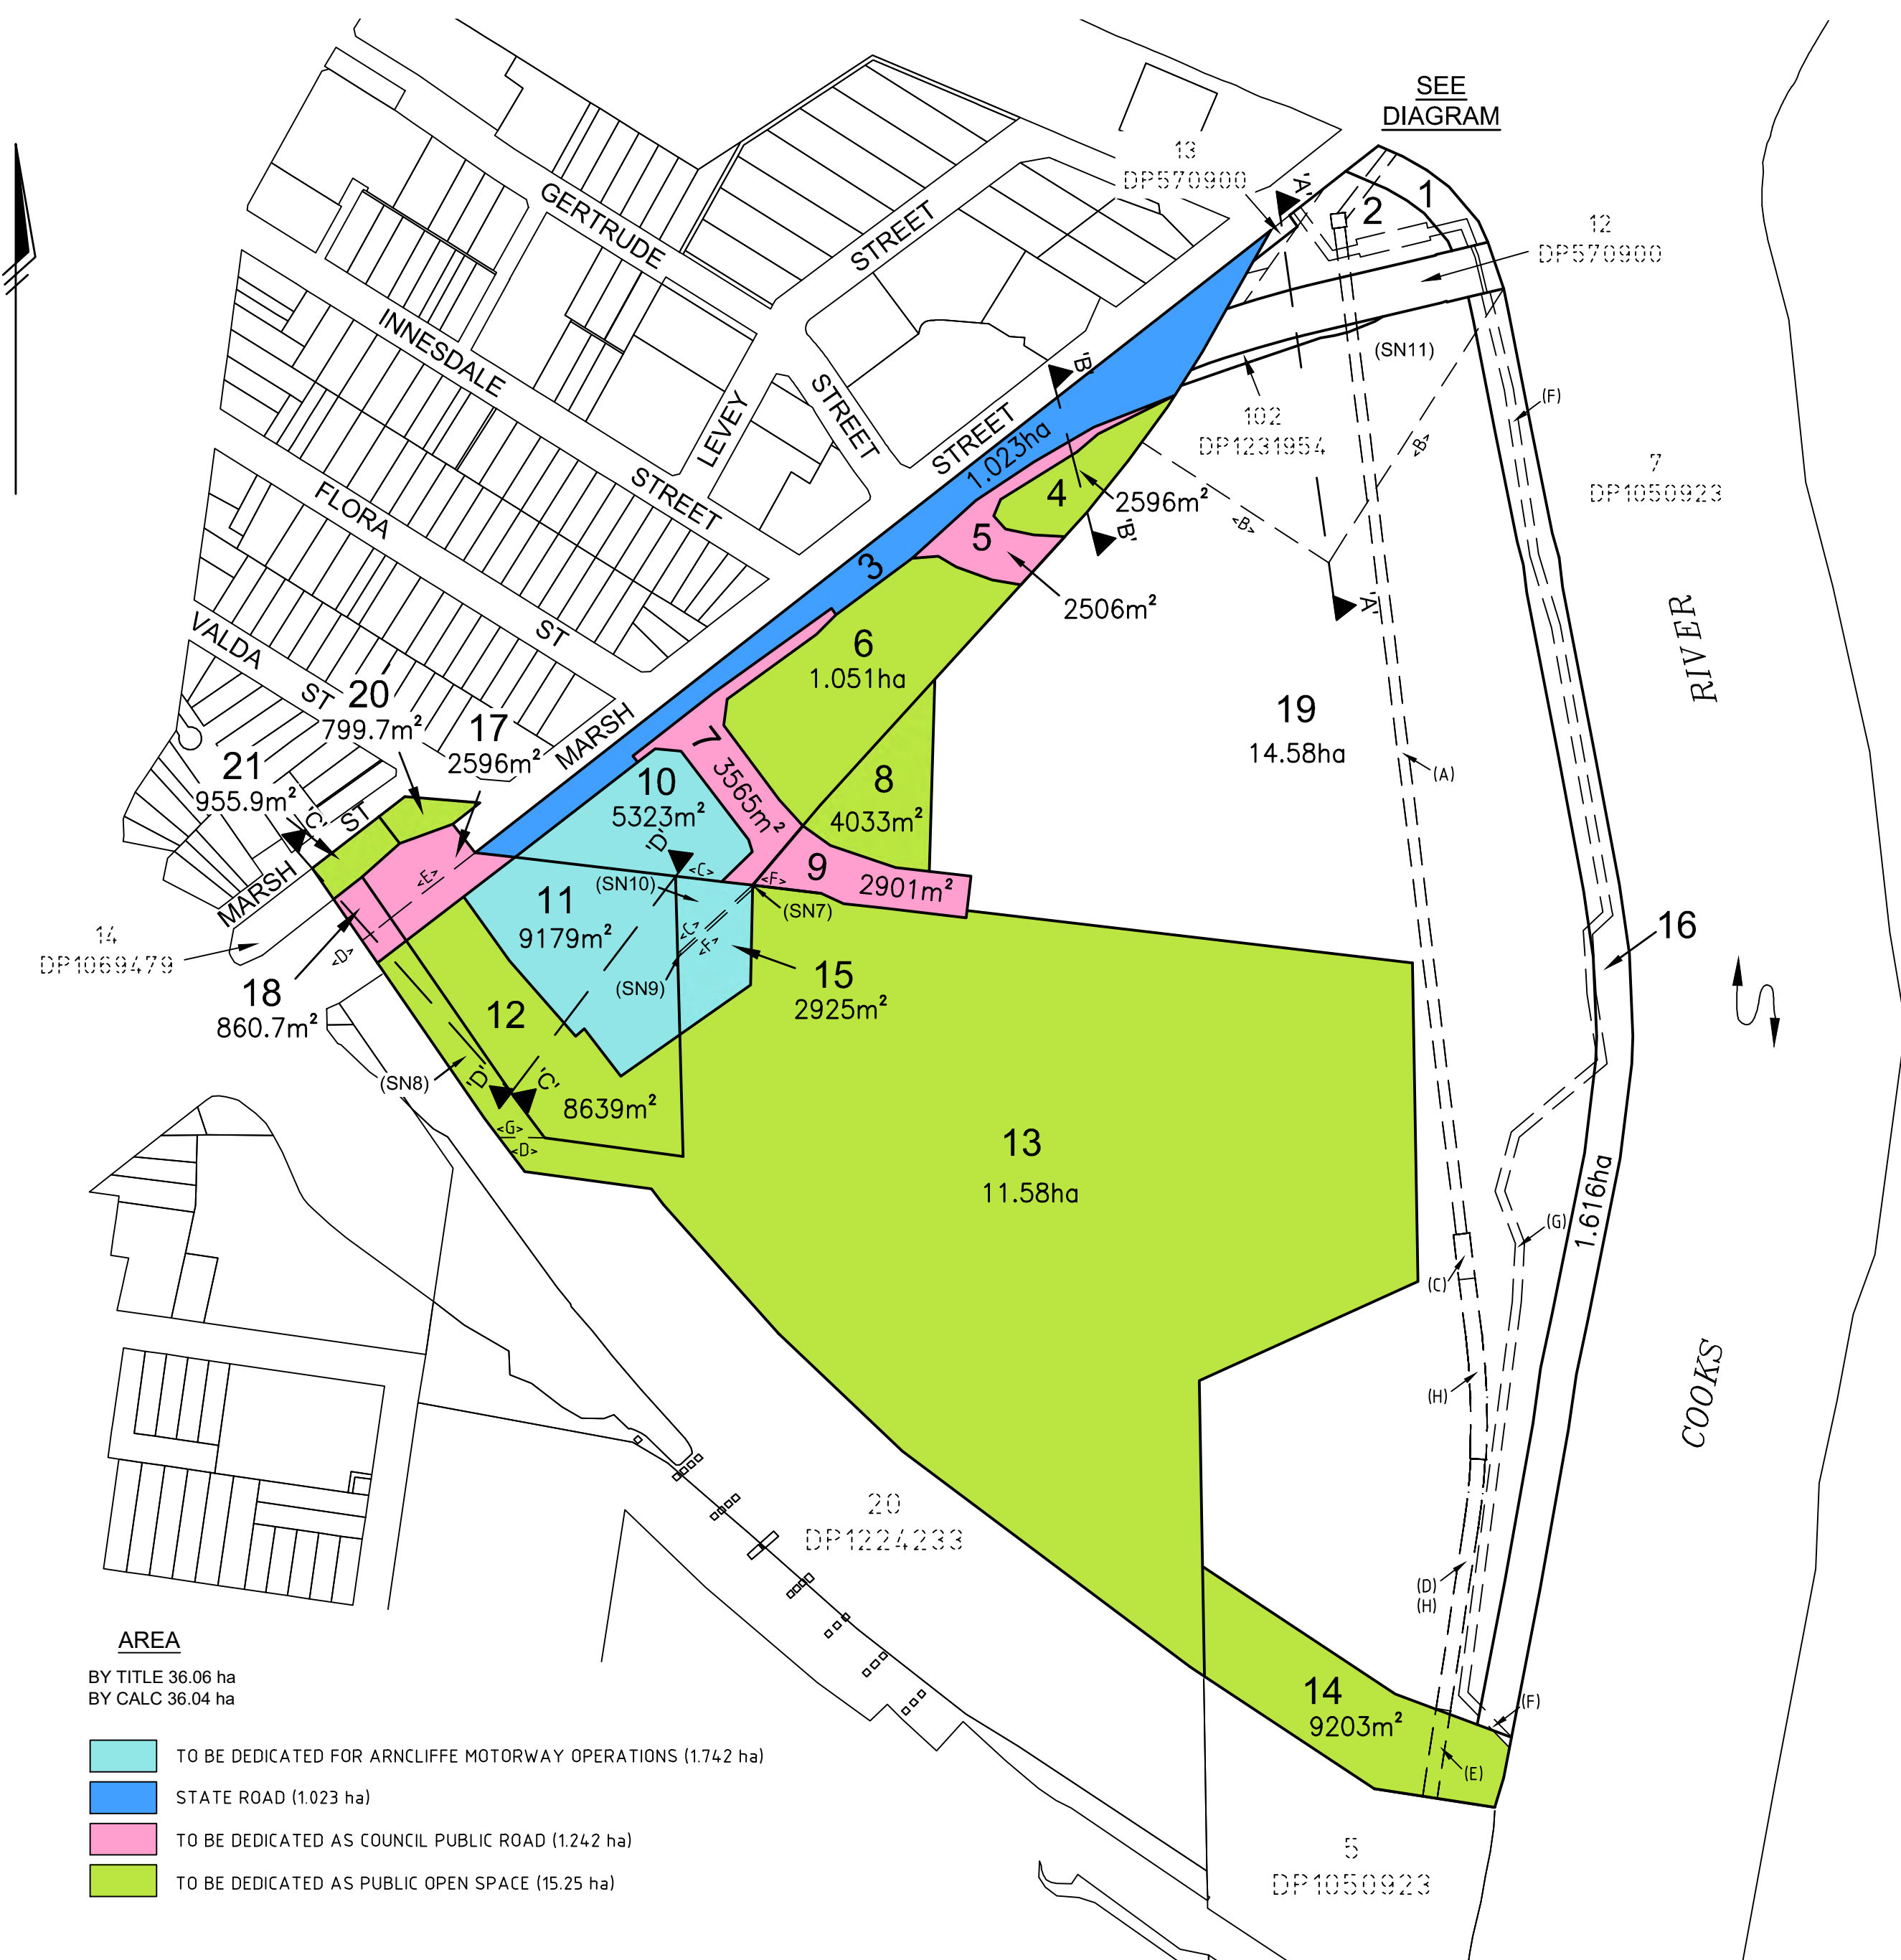 SEE
DIAGRAM
13
DP570900
'A'
1
2
12
DP570900
GERTRUDE
STREET
INNESDALE
STREET
LEVEY
STREET
STREET
FLORA
ST
VALDA
ST
MARSH
MARSH
ST
'B'
(SN11)
(F)
102
DP1231954
<B>
<B>
7
DP1050923
1.023ha
3
4
2596m²
'B'
5
2506m²
'A'
6
1.051ha
RIVER
20
799.7m²
17
2596m²
21
955.9m²
'C'
7
3565m²
10
5323m²
8
4033m²
19
14.58ha
(A)
'D'
<C>
<F>
9
2901m²
<E>
(SN10)
(SN7)
11
9179m²
<C>
<F>
(SN9)
15
2925m²
16
14
DP1069479
<D>
18
860.7m²
12
(SN8)
'D'
'C'
8639m²
<G>
<D>
13
11.58ha
1.616ha
(G)
(C)
(H)
COOKS
20
DP1224233
(D)
(H)
14
9203m²
(F)
(E)
5
DP1050923
AREA
BY TITLE 36.06 ha
BY CALC 36.04 ha
TO BE DEDICATED FOR ARNCLIFFE MOTORWAY OPERATIONS (1.742 ha)
STATE ROAD (1.023 ha)
TO BE DEDICATED AS COUNCIL PUBLIC ROAD (1.242 ha)
TO BE DEDICATED AS PUBLIC OPEN SPACE (15.25 ha)